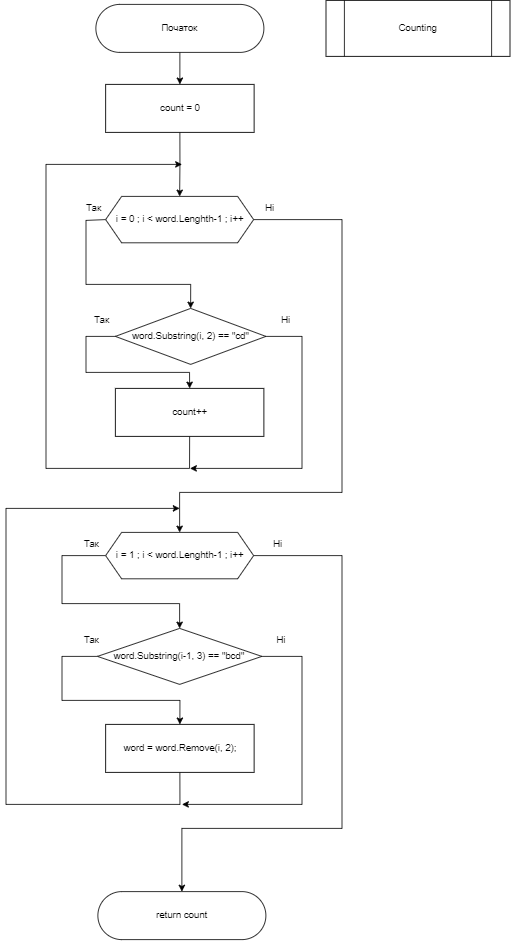 Початок
Counting
count = 0
Так
Ні
i = 0 ; i < word.Lenghth-1 ; i++
Так
Ні
word.Substring(i, 2) == "cd"
count++
Так
Ні
i = 1 ; i < word.Lenghth-1 ; i++
Так
Ні
word.Substring(i-1, 3) == "bcd"
word = word.Remove(i, 2);
return count